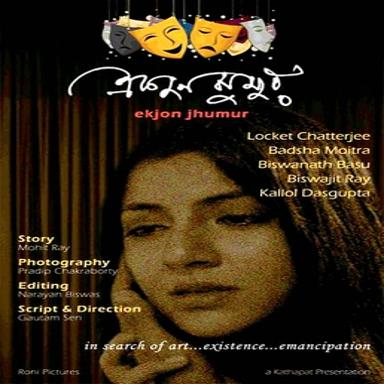 একজন ঝুমুর
ekjon jhumur
Locket Chatterjee
Badsha Moitra
Biswanath Basu
Biswajit Ray
Kallol Dasgupta
Story
Mohit Ray
Photography
Pradip Chakraborty
Editing
Narayan Biswas
Script & Direction
Gautam Sen
in search of art...existence...emancipation
Roni Pictures
a Kathapat Presentation